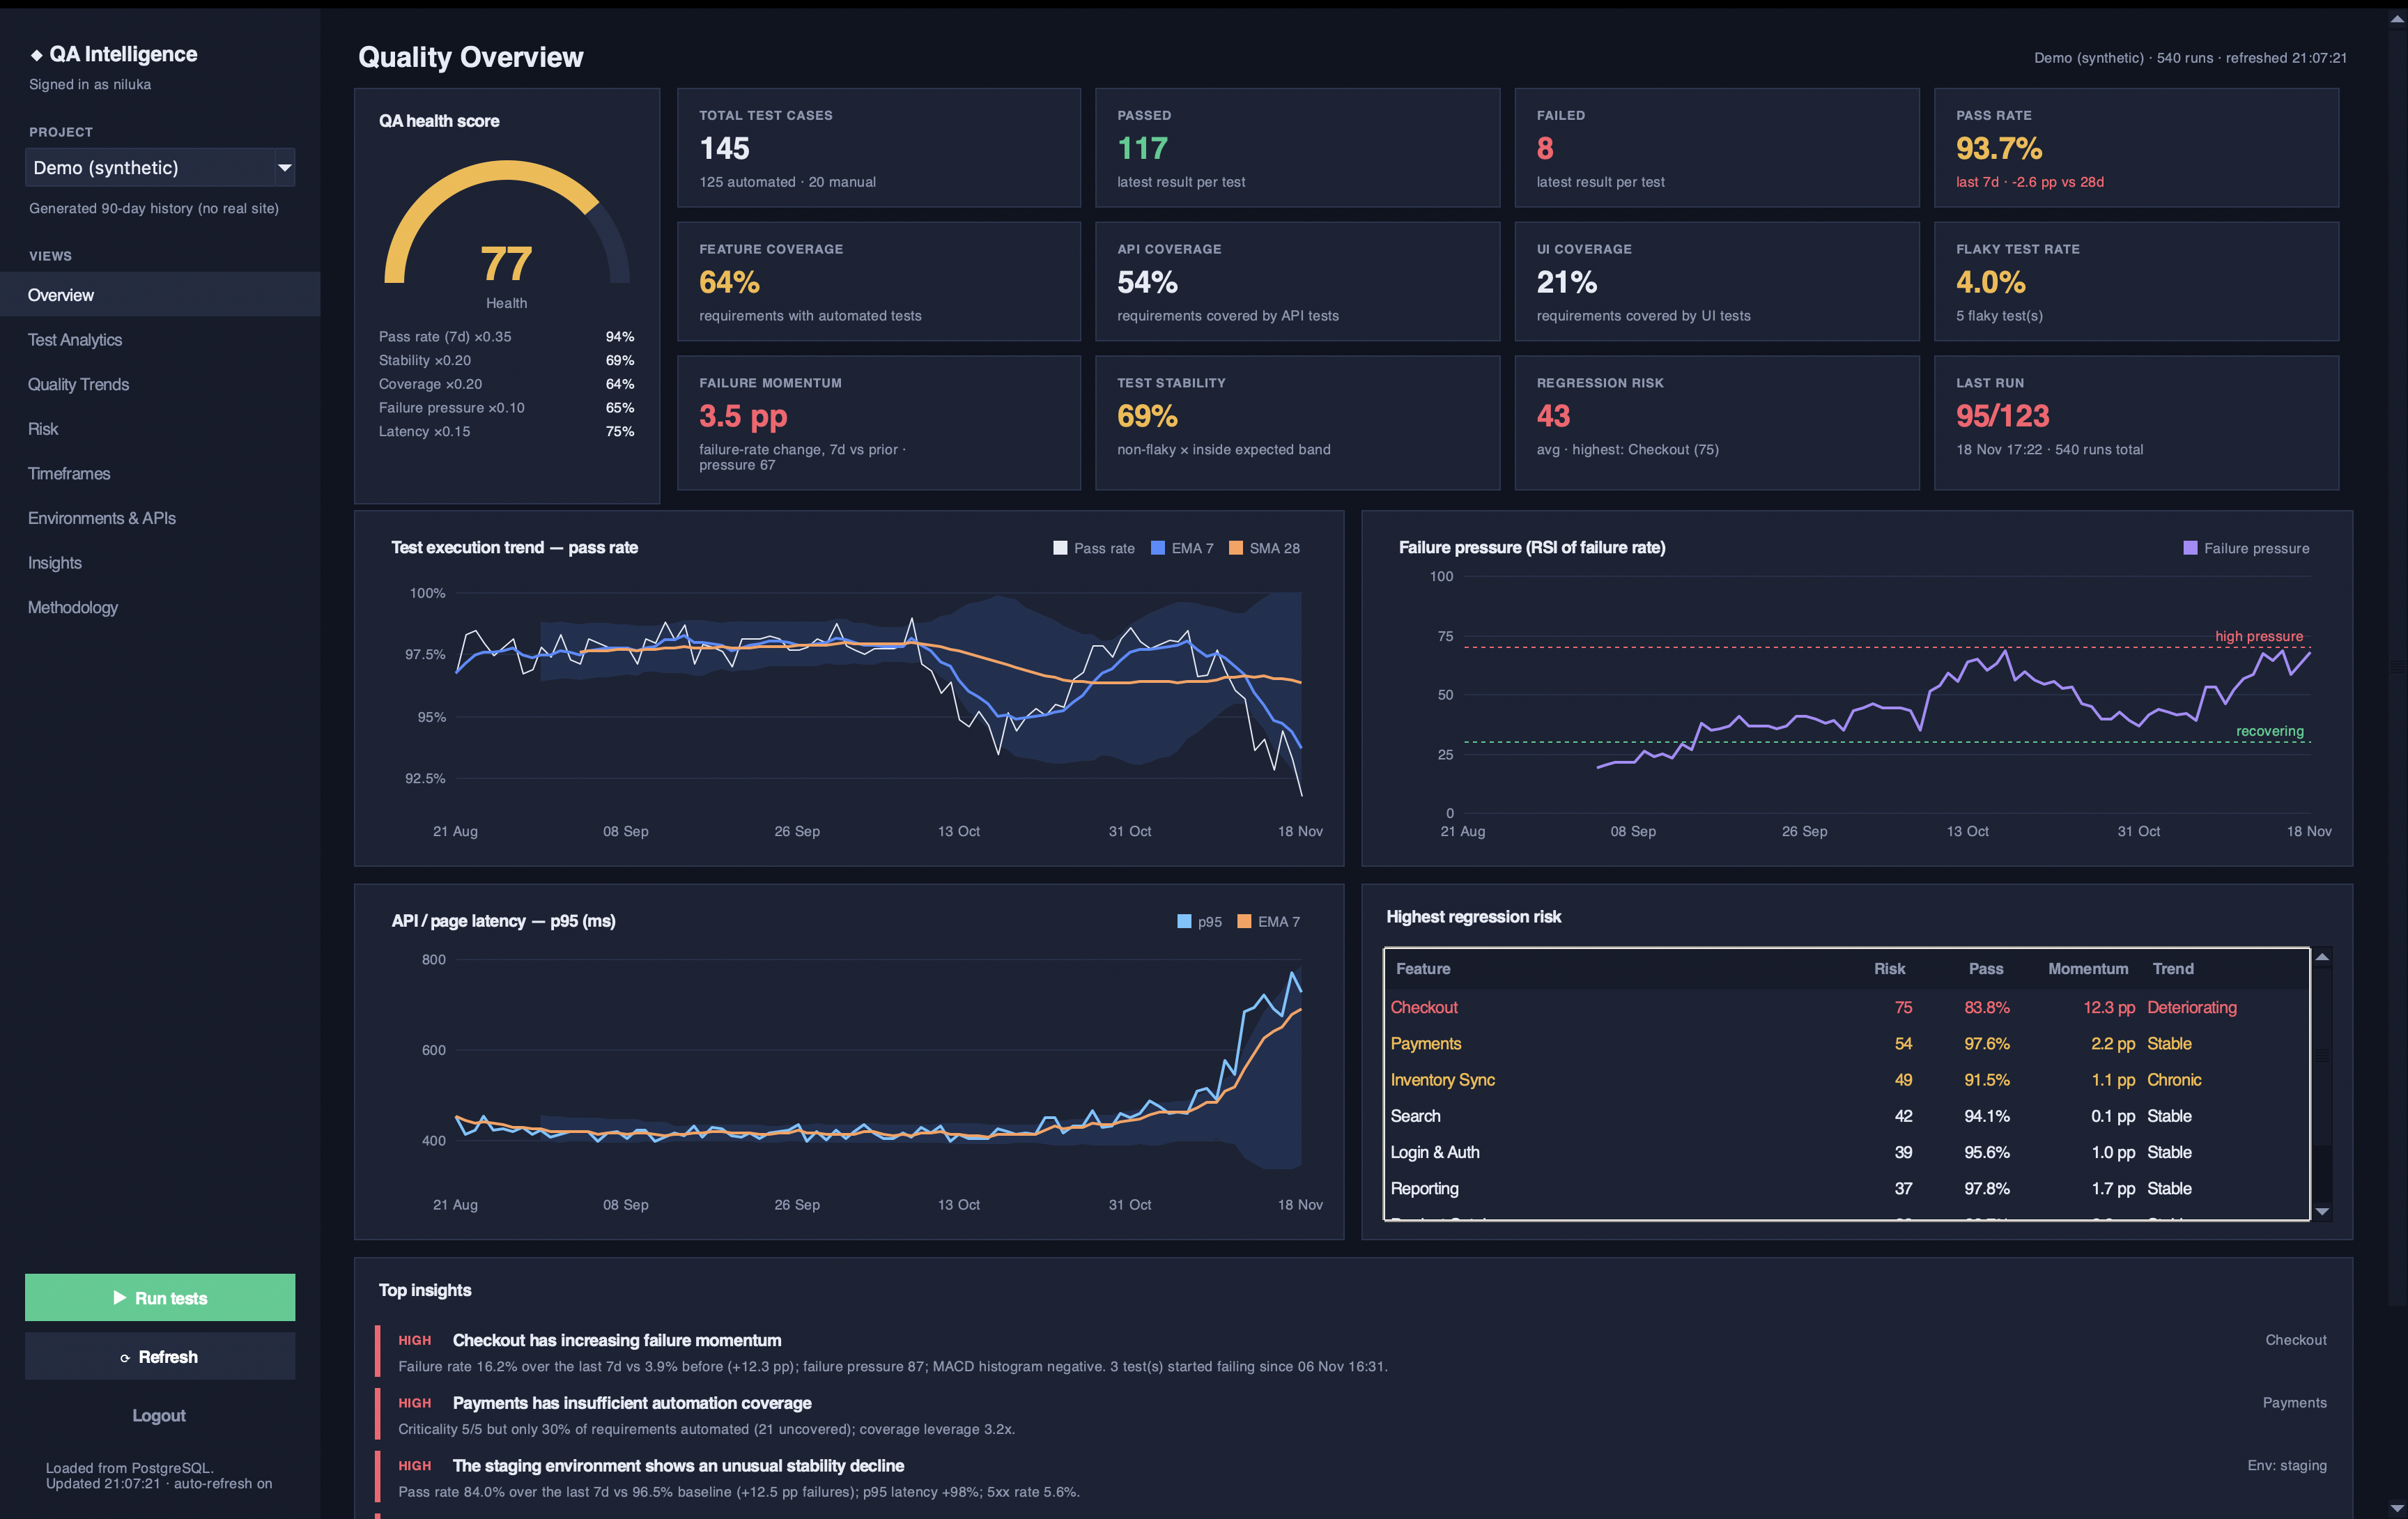 ◆ QA Intelligence
Signed in as niluka
PROJECT
Demo (synthetic)
Generated 90-day history (no real site)
VIEWS
Overview
Test Analytics
Quality Trends
Risk
Timeframes
Environments & APIs
Insights
Methodology
▶ Run tests
⟳ Refresh
Logout
Loaded from PostgreSQL.
Updated 21:07:21 · auto-refresh on
Quality Overview
Demo (synthetic) · 540 runs · refreshed 21:07:21
QA health score
77
Health
Pass rate (7d) ×0.35 94%
Stability ×0.20 69%
Coverage ×0.20 64%
Failure pressure ×0.10 65%
Latency ×0.15 75%
TOTAL TEST CASES
145
125 automated · 20 manual
PASSED
117
latest result per test
FAILED
8
latest result per test
PASS RATE
93.7%
last 7d · -2.6 pp vs 28d
FEATURE COVERAGE
64%
requirements with automated tests
API COVERAGE
54%
requirements covered by API tests
UI COVERAGE
21%
requirements covered by UI tests
FLAKY TEST RATE
4.0%
5 flaky test(s)
FAILURE MOMENTUM
3.5 pp
failure-rate change, 7d vs prior ·
pressure 67
TEST STABILITY
69%
non-flaky × inside expected band
REGRESSION RISK
43
avg · highest: Checkout (75)
LAST RUN
95/123
18 Nov 17:22 · 540 runs total
Test execution trend — pass rate
Pass rate EMA 7 SMA 28
100%
97.5%
95%
92.5%
21 Aug 08 Sep 26 Sep 13 Oct 31 Oct 18 Nov
Failure pressure (RSI of failure rate)
Failure pressure
100
75
high pressure
50
recovering
25
0
21 Aug 08 Sep 26 Sep 13 Oct 31 Oct 18 Nov
API / page latency — p95 (ms)
p95 EMA 7
800
600
400
21 Aug 08 Sep 26 Sep 13 Oct 31 Oct 18 Nov
Highest regression risk
Feature Risk Pass Momentum Trend
Checkout 75 83.8% 12.3 pp Deteriorating
Payments 54 97.6% 2.2 pp Stable
Inventory Sync 49 91.5% 1.1 pp Chronic
Search 42 94.1% 0.1 pp Stable
Login & Auth 39 95.6% 1.0 pp Stable
Reporting 37 97.8% 1.7 pp Stable
Top insights
HIGH Checkout has increasing failure momentum Checkout
Failure rate 16.2% over the last 7d vs 3.9% before (+12.3 pp); failure pressure 87; MACD histogram negative. 3 test(s) started failing since 06 Nov 16:31.
HIGH Payments has insufficient automation coverage Payments
Criticality 5/5 but only 30% of requirements automated (21 uncovered); coverage leverage 3.2x.
HIGH The staging environment shows an unusual stability decline Env: staging
Pass rate 84.0% over the last 7d vs 96.5% baseline (+12.5 pp failures); p95 latency +98%; 5xx rate 5.6%.